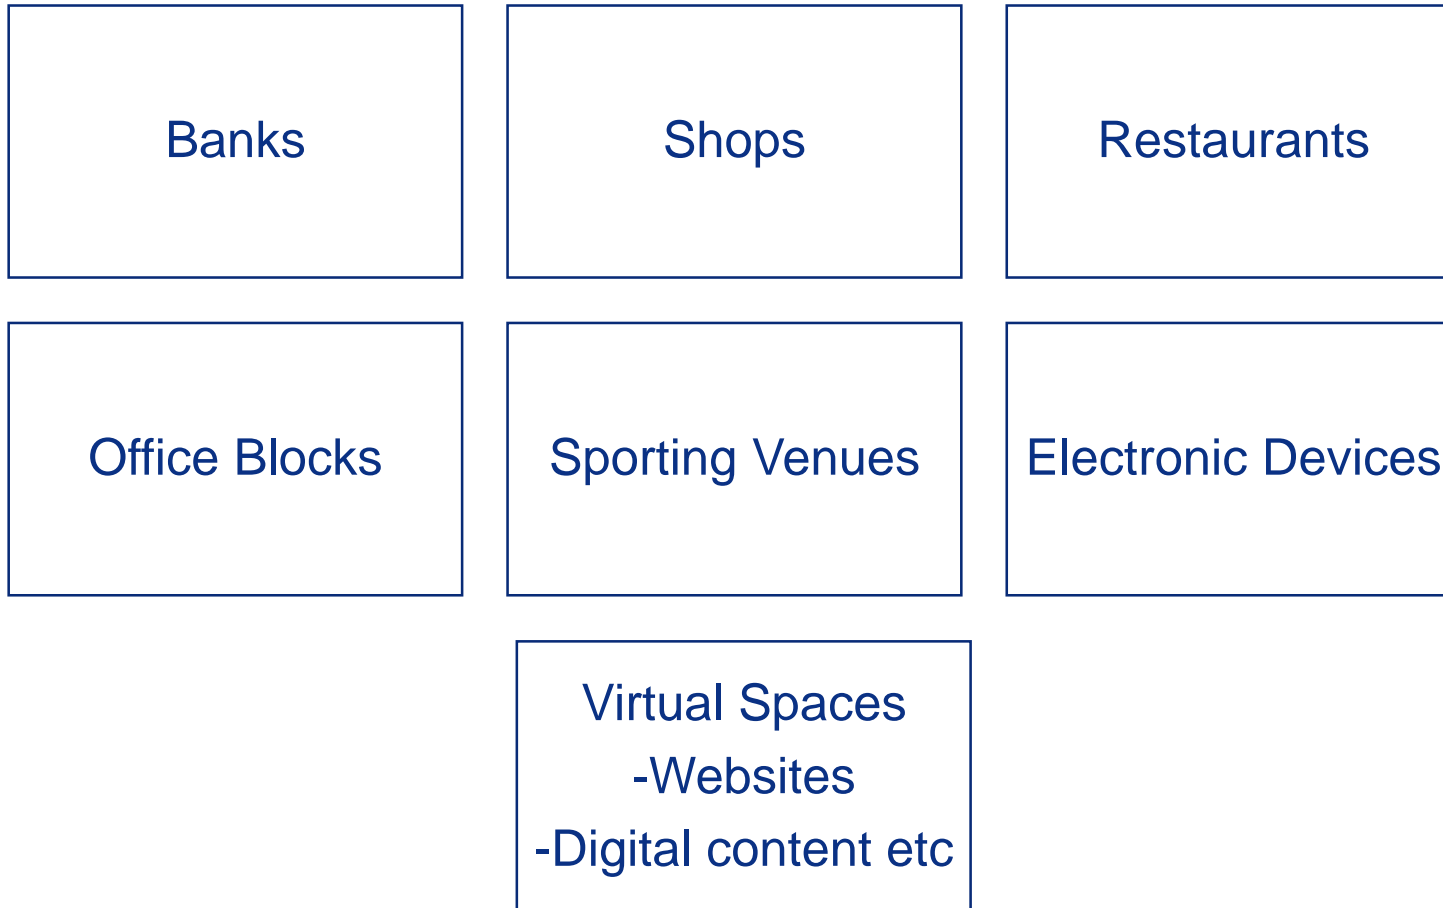 Banks
Shops
Restaurants
Office Blocks
Sporting Venues
Electronic Devices
Virtual Spaces
-Websites
-Digital content etc